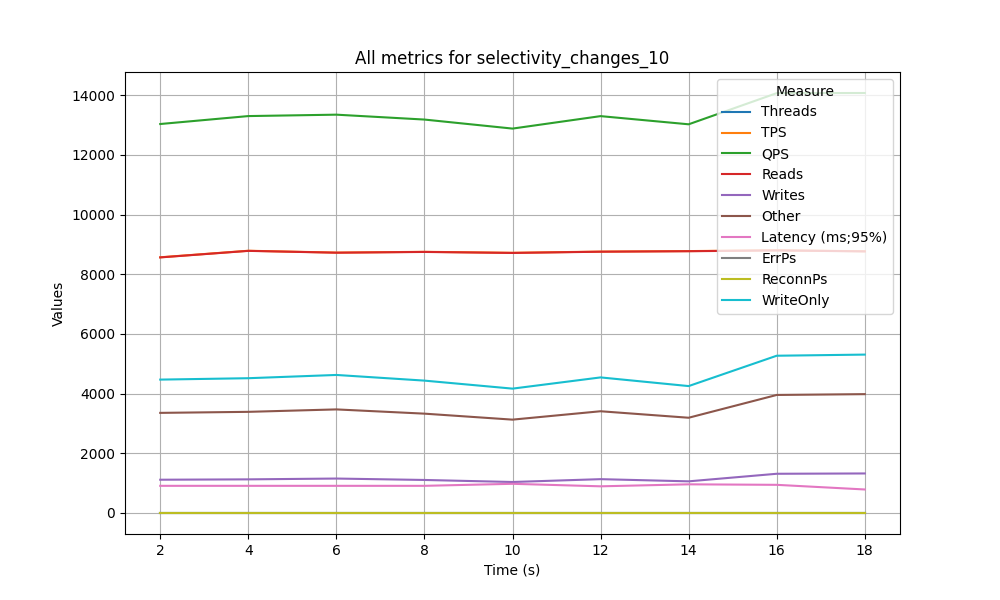 All metrics for selectivity_changes_10
Values
14000
12000
10000
8000
6000
4000
2000
0
Measure
Threads
TPS
QPS
Reads
Writes
Other
Latency (ms;95%)
ErrPs
ReconnPs
WriteOnly
2 4 6 8 10 12 14 16 18
Time (s)